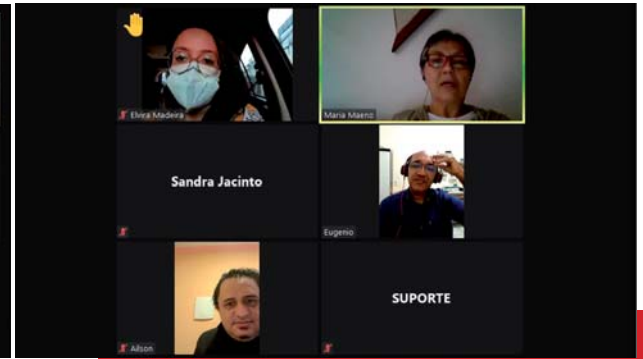 Elvira Madeira
Maria Maeno
Sandra Jacinto
Eugenio
Ailson
SUPORTE